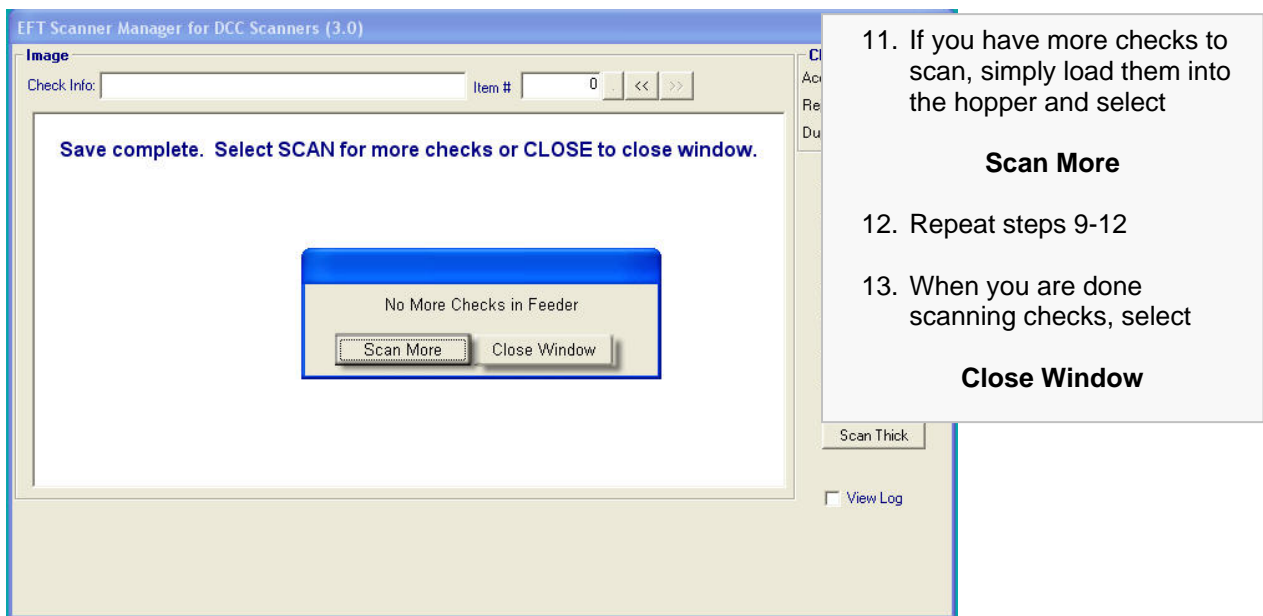 EFT Scanner Manager for DCC Scanners (3.0)
Image
Check Info:
Item #
0
.
<<
>>
Save complete.  Select SCAN for more checks or CLOSE to close window.
No More Checks in Feeder
Scan More
Close Window
Scan Thick
View Log
11. If you have more checks to
scan, simply load them into
the hopper and select
Scan More
12. Repeat steps 9-12
13. When you are done
scanning checks, select
Close Window